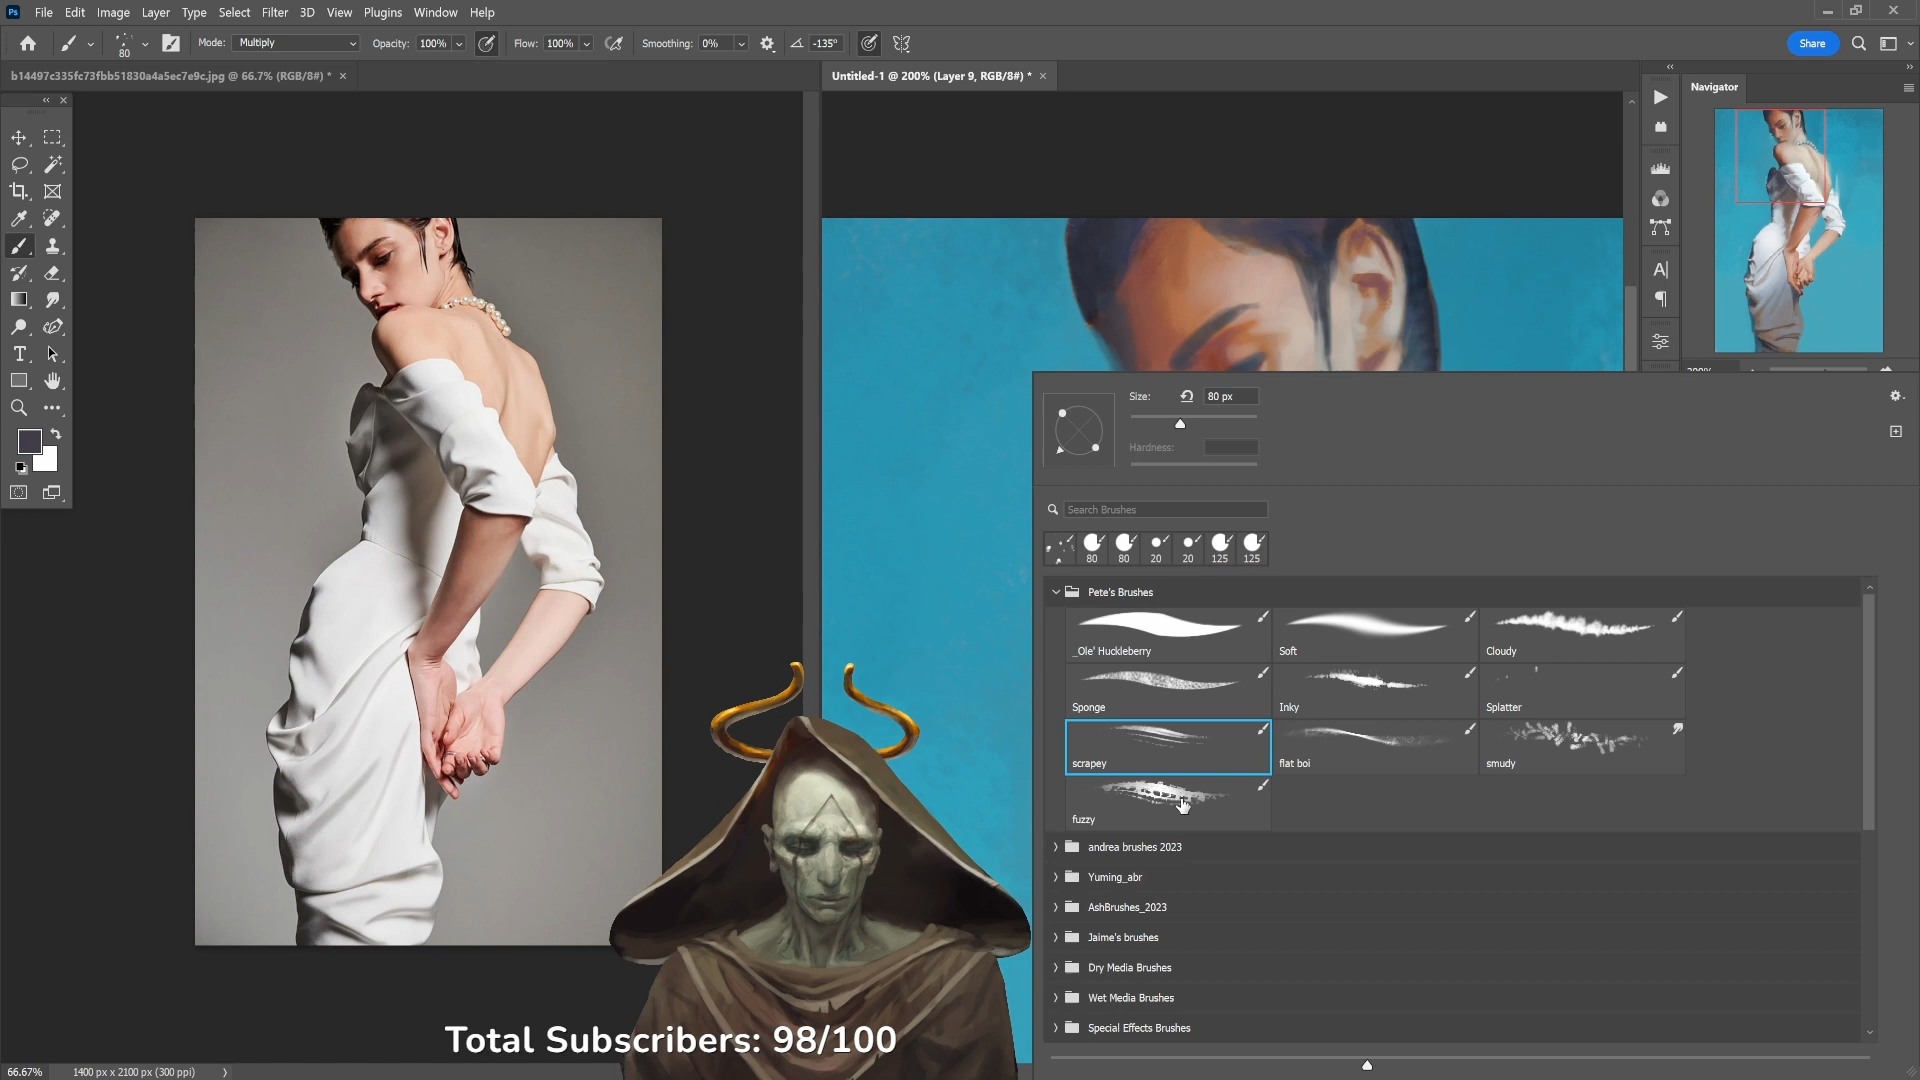 Ps File Edit Image Layer Type Select Filter 3D View Plugins Window Help
80 Mode: Multiply Opacity: 100% Flow: 100% Smoothing: 0% -135° Share
b14497c335fc73fbb51830a4a5ec7e9c.jpg @ 66.7% (RGB/8#) * × Untitled-1 @ 200% (Layer 9, RGB/8#) * ×
Navigator
Size: 80 px
Hardness:
Search Brushes
80 80 20 20 125 125
Pete's Brushes
_Ole' Huckleberry Soft Cloudy
Sponge Inky Splatter
scrapey flat boi smudy
fuzzy
andrea brushes 2023
Yuming_abr
AshBrushes_2023
Jaime's brushes
Dry Media Brushes
Wet Media Brushes
Special Effects Brushes
Total Subscribers: 98/100
66.67% 1400 px x 2100 px (300 ppi)